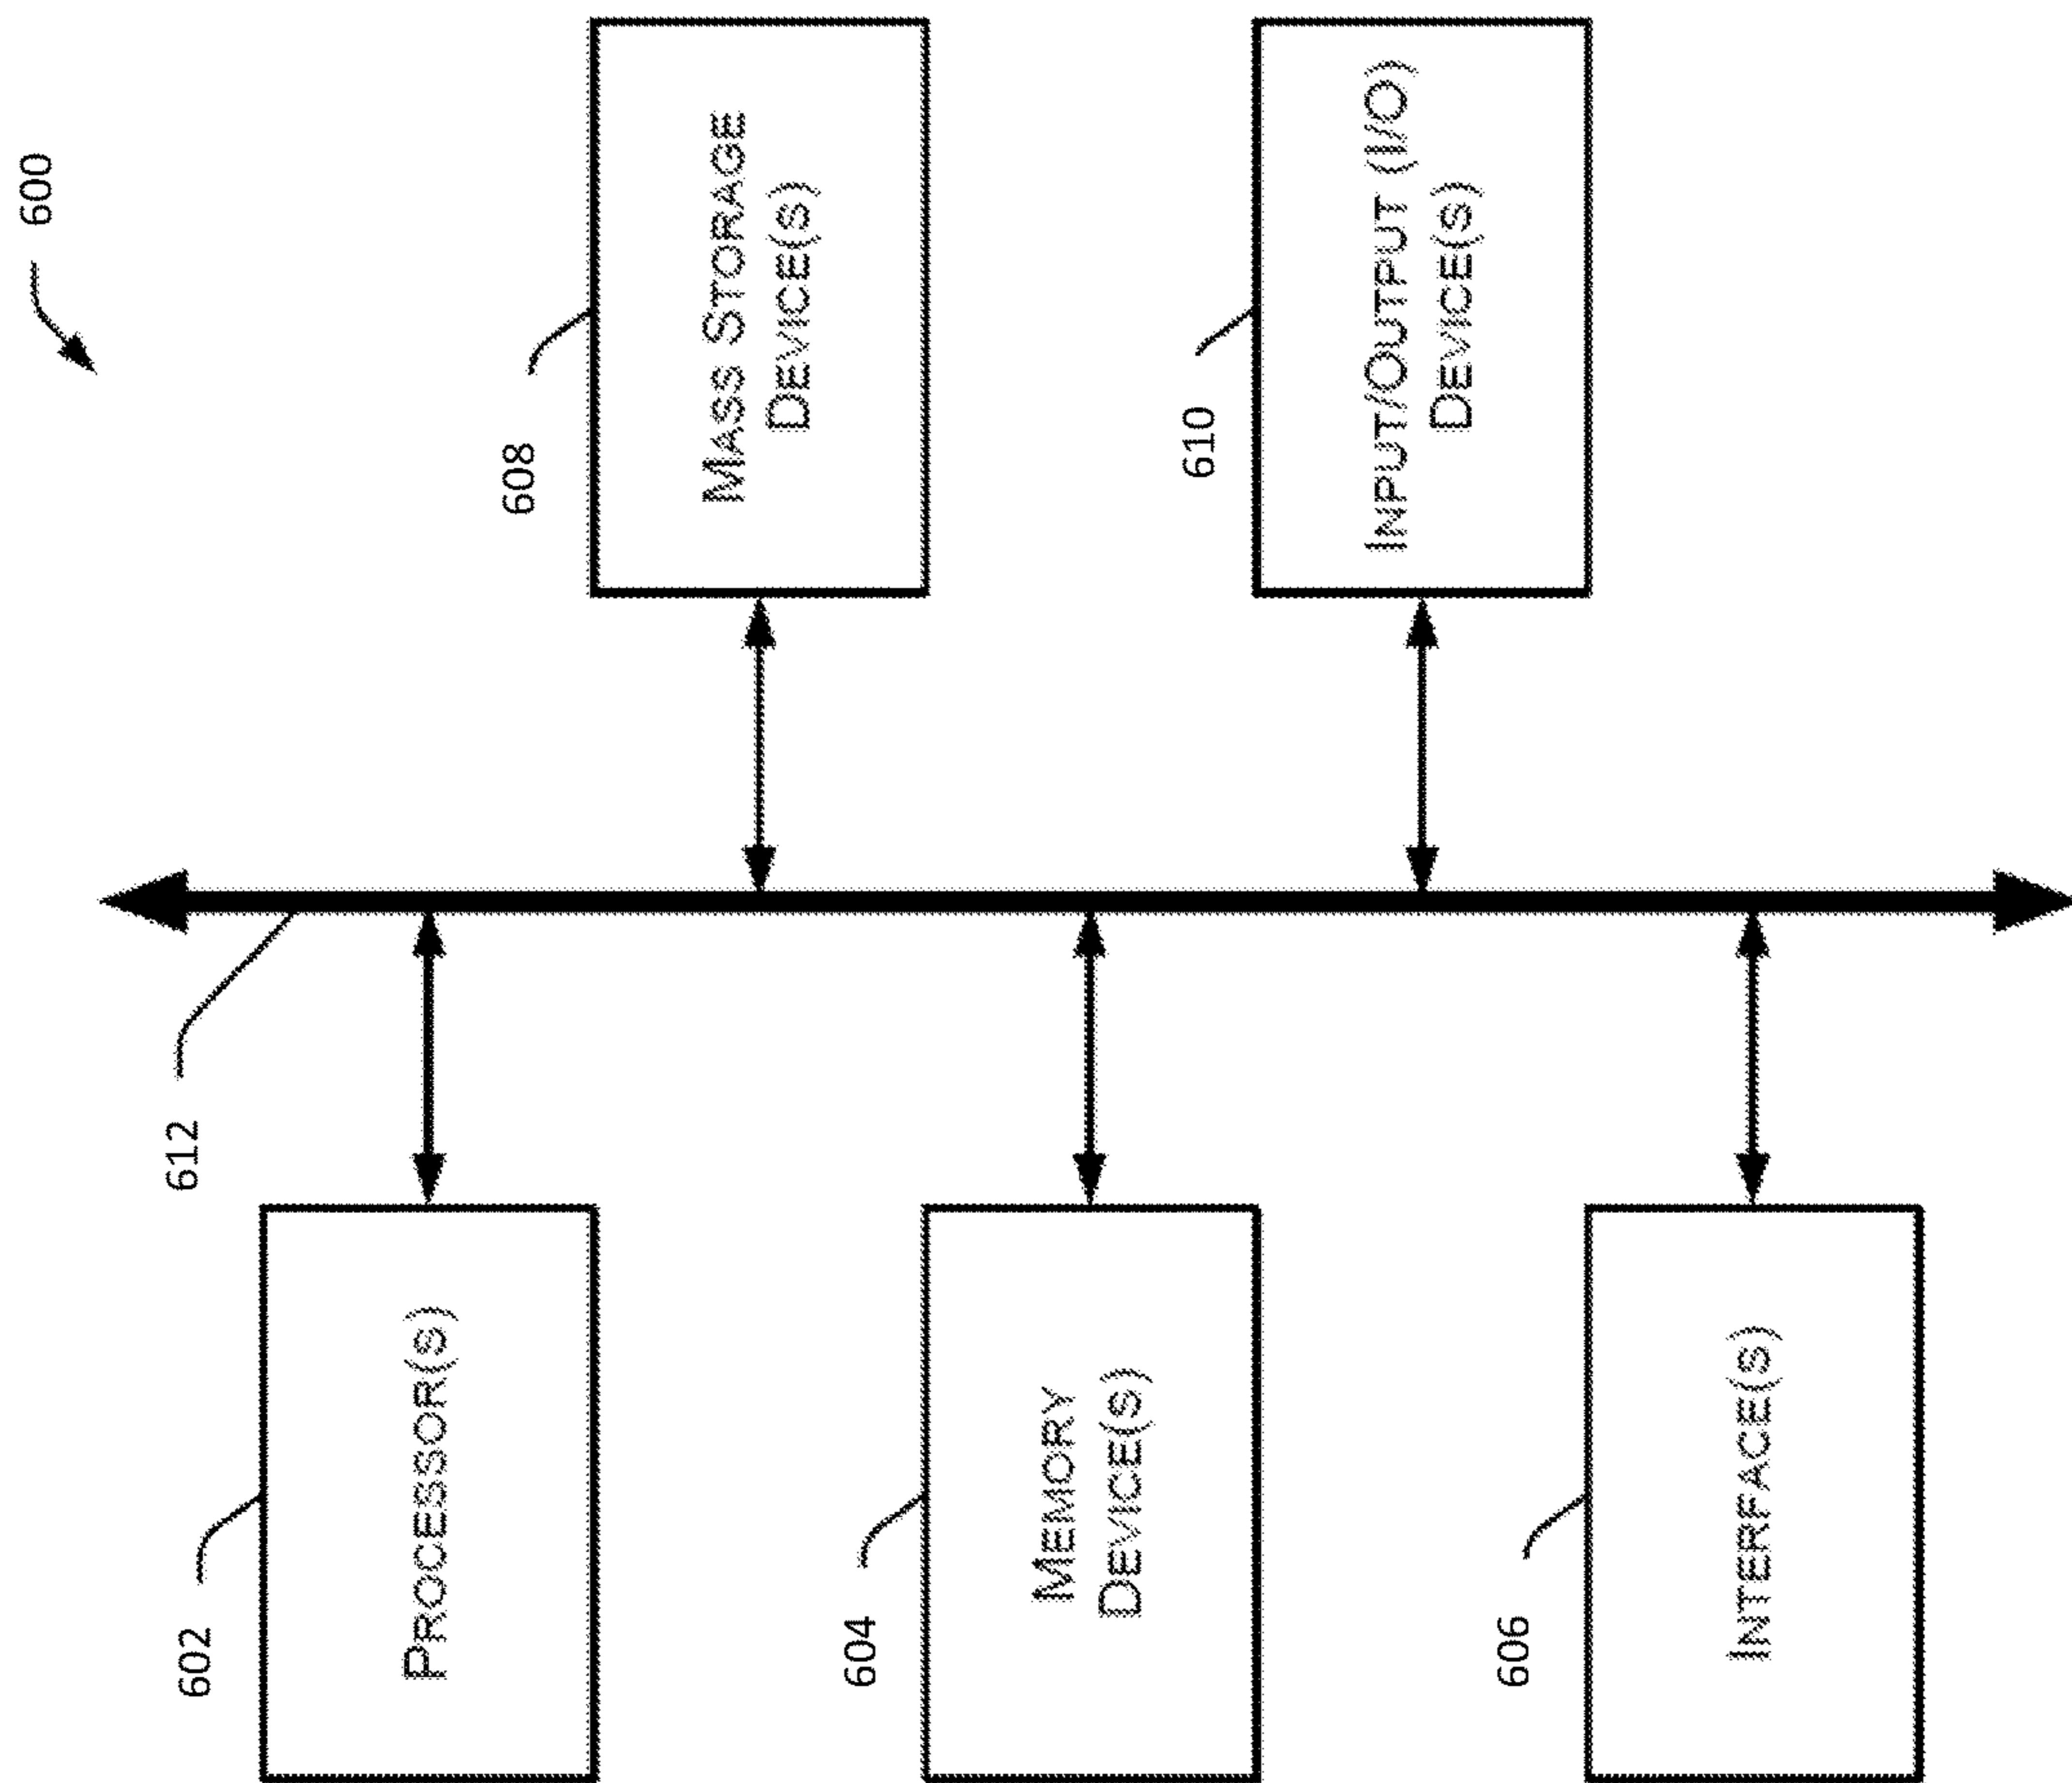 600
612
602
PROCESSOR(S)
608
MASS STORAGE
DEVICE(S)
604
MEMORY
DEVICE(S)
610
INPUT/OUTPUT (I/O)
DEVICE(S)
606
INTERFACE(S)